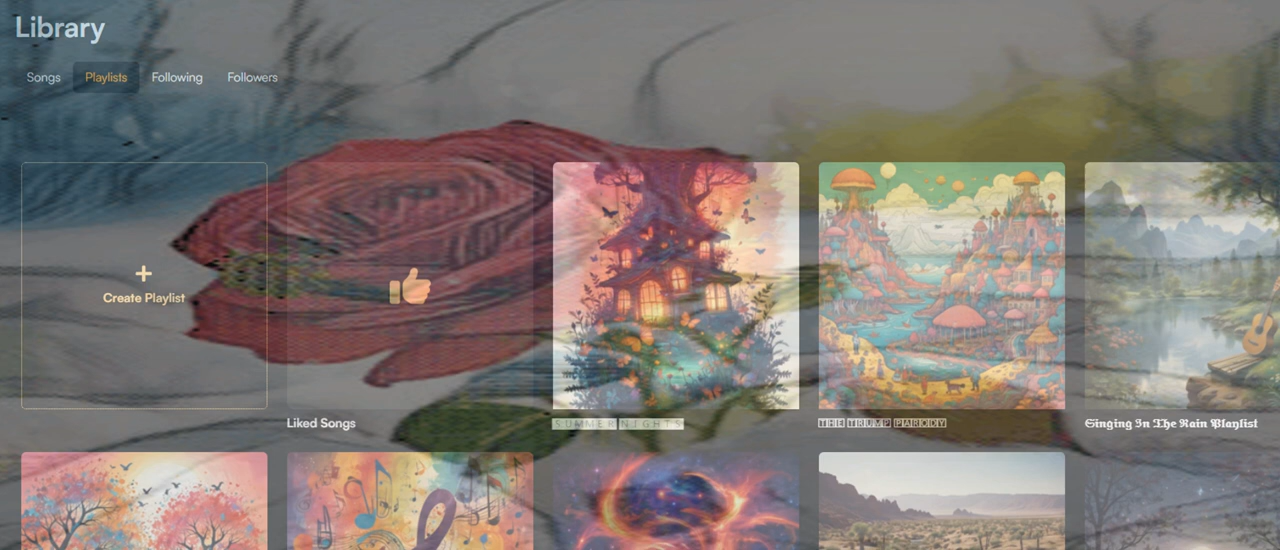 Library
Songs Playlists Following Followers
+
Create Playlist
Liked Songs
SUMMER NIGHTS
THE TRUMP PARODY
Singing In The Rain Playlist